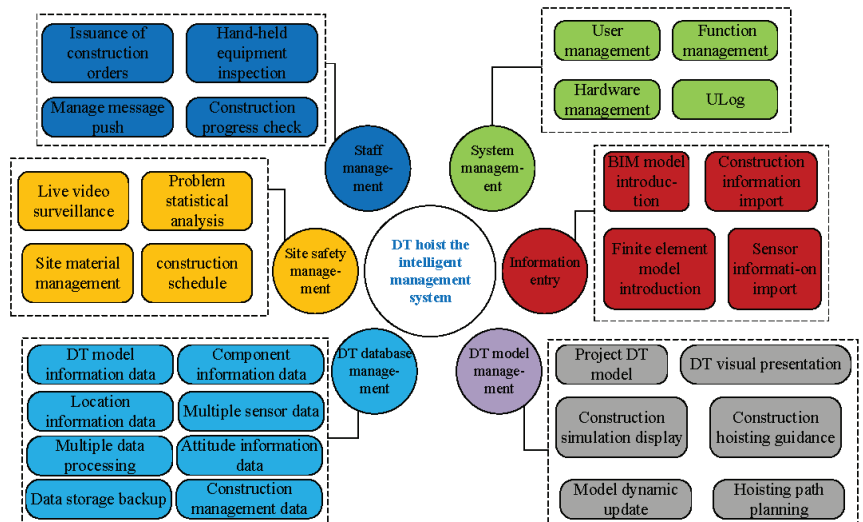 Issuance of
construction
orders
Hand-held
equipment
inspection
Manage message
push
Construction
progress check
Staff manage-
ment
User
management
Function
management
Hardware
management
ULog
System
managem-
ent
Live video
surveillance
Problem
statistical
analysis
Site material
management
construction
schedule
Site safety
manage-
ment
DT hoist the
intelligent
management
system
BIM model
introduc-
tion
Construction
information
import
Finite element
model
introduction
Sensor
informati-on
import
Information
entry
DT model
information data
Component
information data
Location
information data
Multiple sensor data
Multiple data
processing
Attitude information
data
Data storage backup
Construction
management data
DT database
manage-
ment
DT model
manage-
ment
Project DT
model
DT visual presentation
Construction
simulation display
Construction
hoisting guidance
Model dynamic
update
Hoisting path
planning